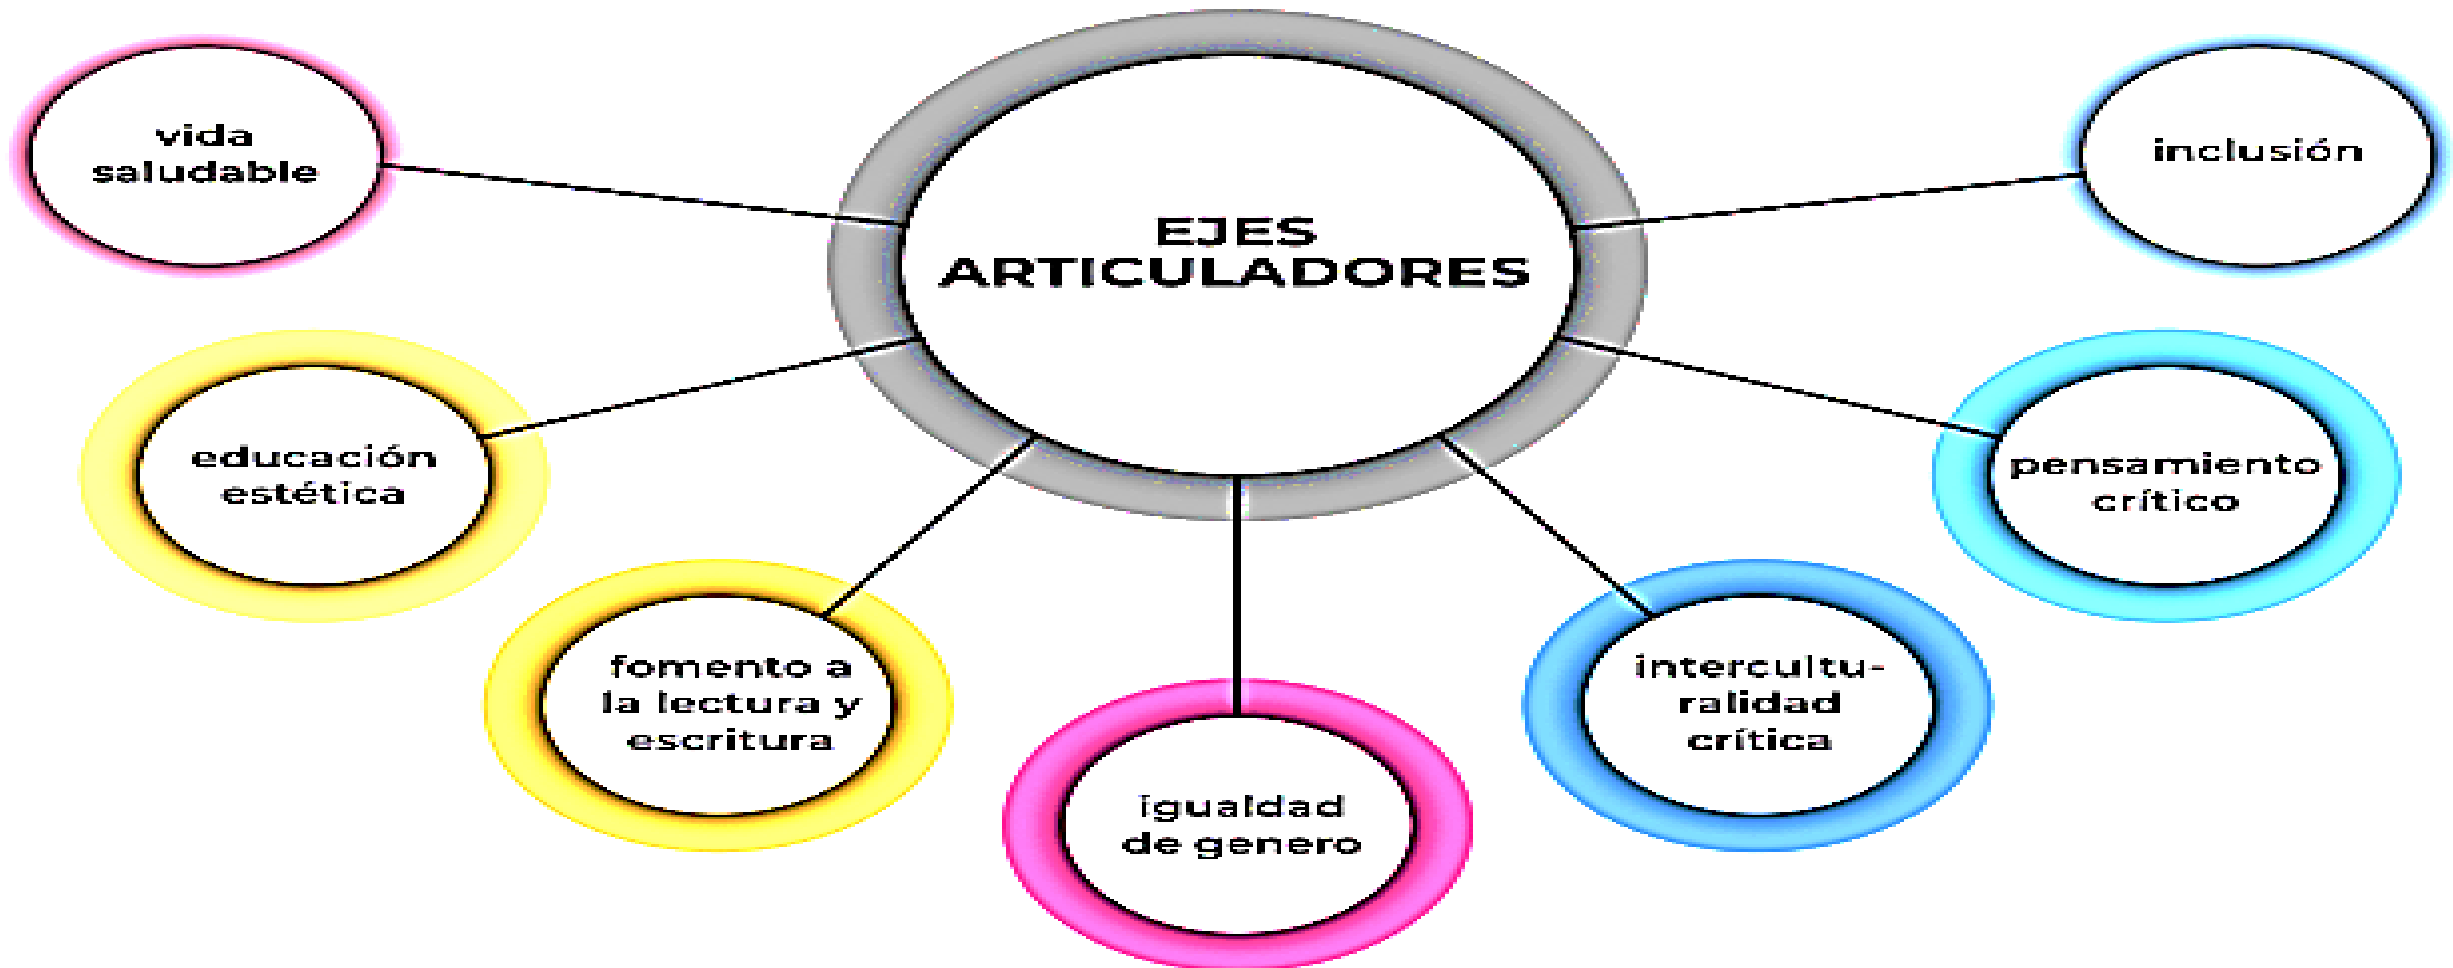 EJES
ARTICULADORES
vida
saludable
educación
estética
fomento a
la lectura y
escritura
igualdad
de genero
intercultu-
ralidad
crítica
pensamiento
crítico
inclusión